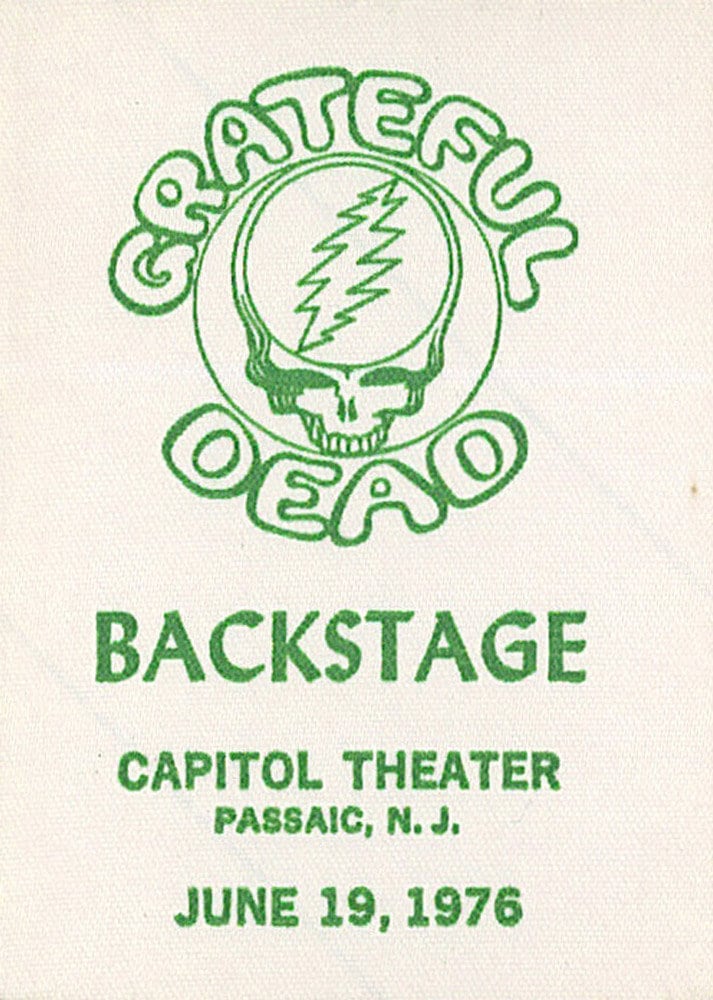 GRATEFUL
DEAD
BACKSTAGE
CAPITOL THEATER
PASSAIC, N. J.
JUNE 19, 1976